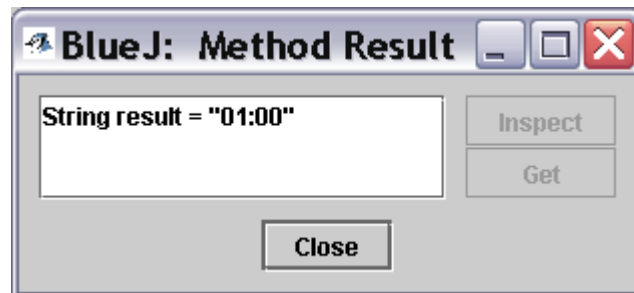 BlueJ: Method Result
String result = "01:00"
Inspect
Get
Close